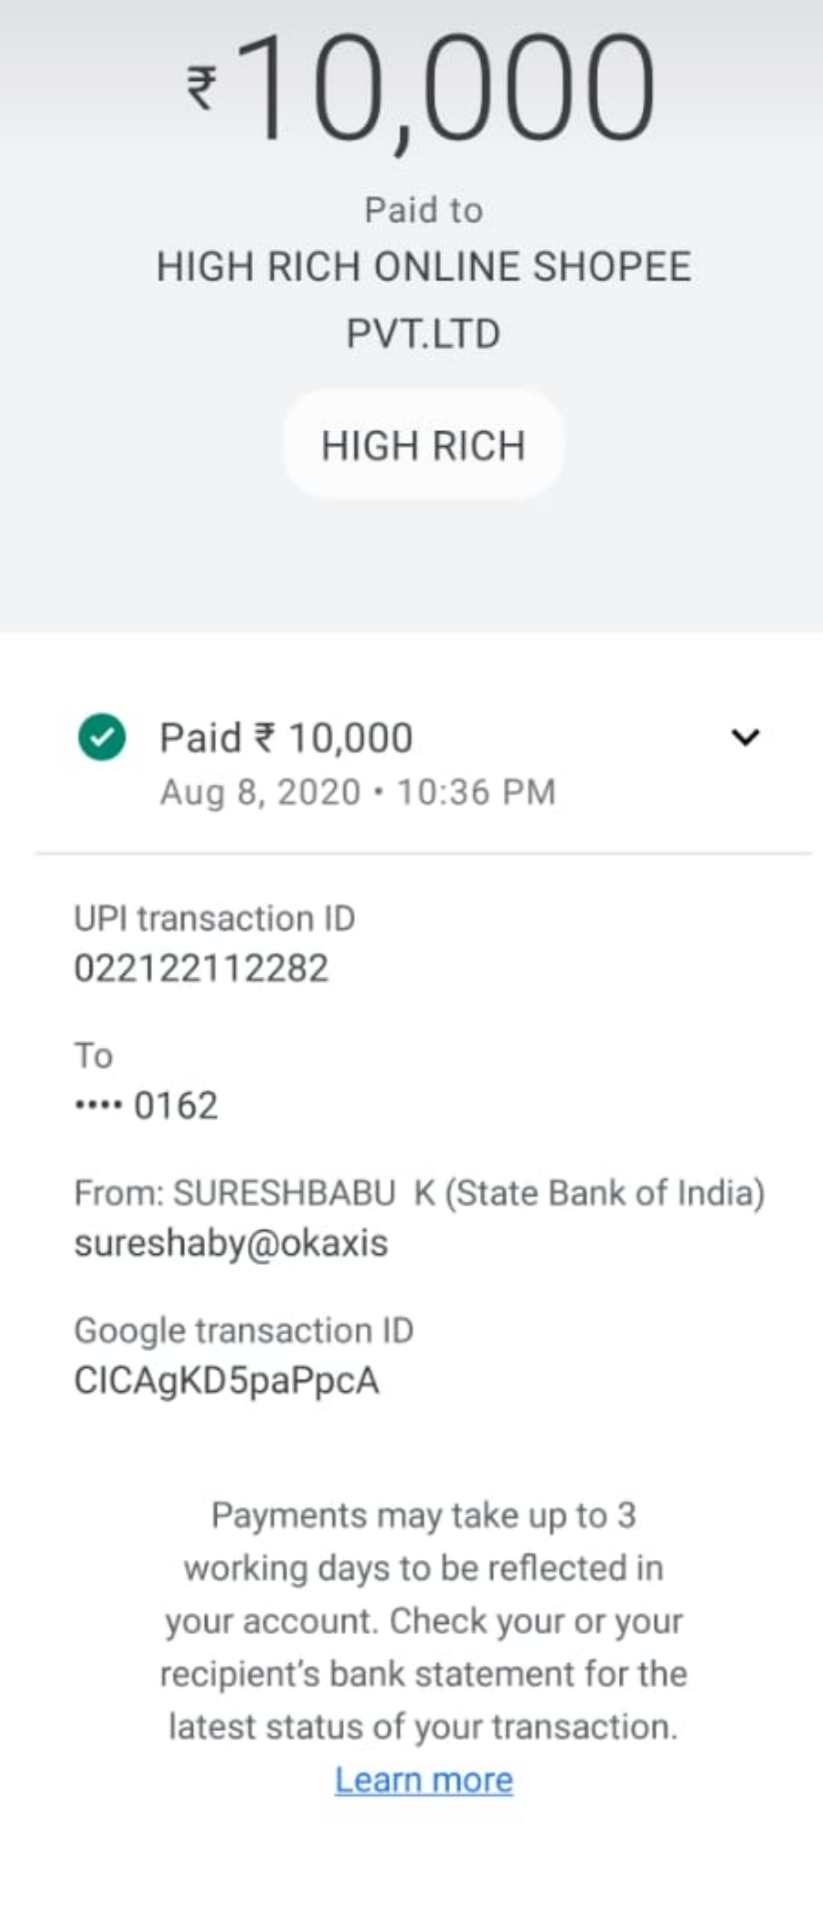 ₹10,000
Paid to
HIGH RICH ONLINE SHOPEE
PVT.LTD
HIGH RICH
Paid ₹ 10,000
Aug 8, 2020 • 10:36 PM
UPI transaction ID
022122112282
To
•••• 0162
From: SURESHBABU  K (State Bank of India)
sureshaby@okaxis
Google transaction ID
CICAgKD5paPpcA
Payments may take up to 3
working days to be reflected in
your account. Check your or your
recipient's bank statement for the
latest status of your transaction.
Learn more